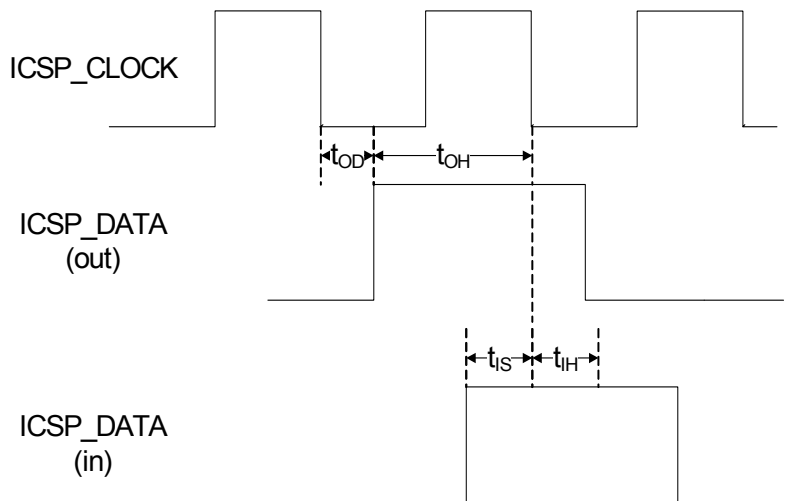 ICSP_CLOCK
tOD
tOH
ICSP_DATA
(out)
tIS
tIH
ICSP_DATA
(in)